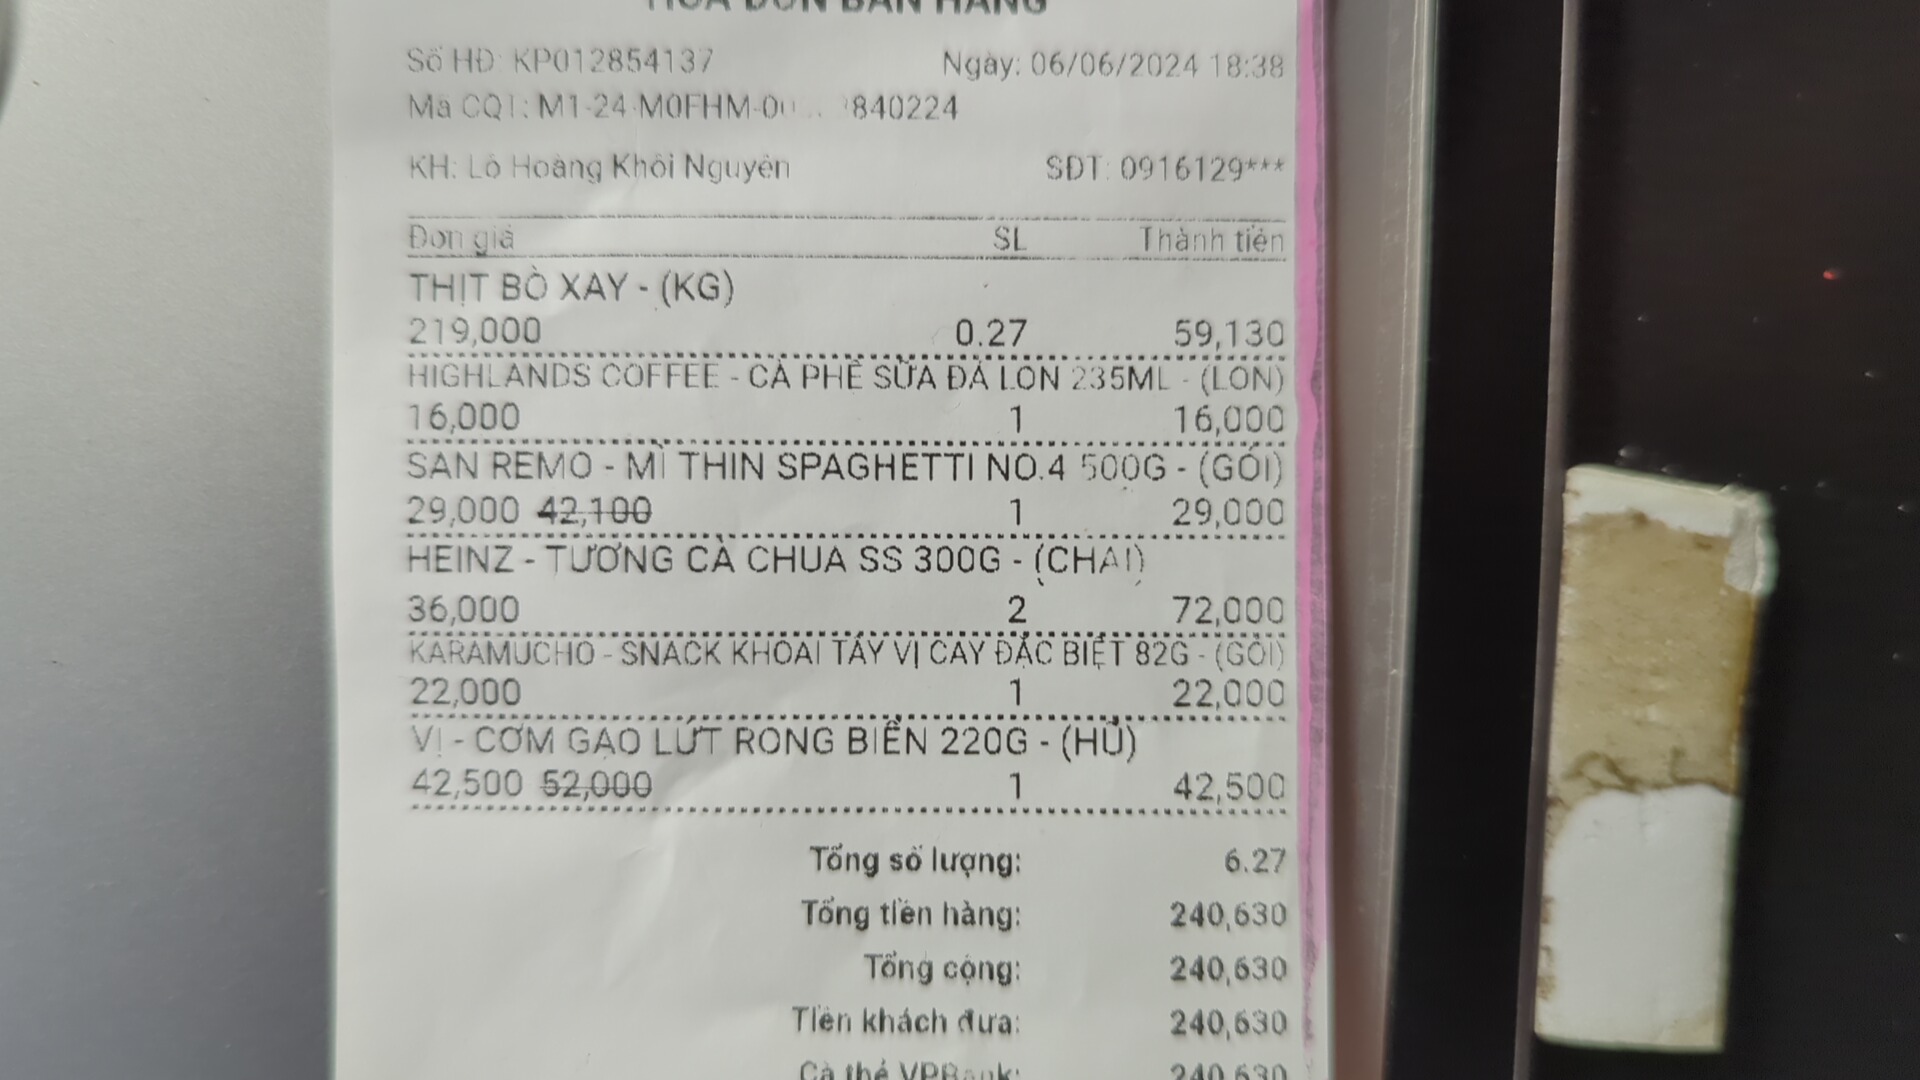 HÓA ĐƠN BÁN HÀNG
Số HĐ: KP012854137 Ngày: 06/06/2024 18:38
Mã CQT: M1-24-M0FHM-00 840224
KH: Lô Hoàng Khôi Nguyên SĐT: 0916129***
Đơn giá SL Thành tiền
THỊT BÒ XAY - (KG)
219,000 0.27 59,130
HIGHLANDS COFFEE - CÀ PHÊ SỮA ĐÁ LON 235ML - (LON)
16,000 1 16,000
SAN REMO - MÌ THIN SPAGHETTI NO.4 500G - (GÓI)
29,000 42,100 1 29,000
HEINZ - TƯƠNG CÀ CHUA SS 300G - (CHAI)
36,000 2 72,000
KARAMUCHO - SNACK KHOAI TÂY VỊ CAY ĐẶC BIỆT 82G - (GÓI)
22,000 1 22,000
VỊ - CƠM GẠO LỨT RONG BIỂN 220G - (HŨ)
42,500 52,000 1 42,500
Tổng số lượng: 6.27
Tổng tiền hàng: 240,630
Tổng cộng: 240,630
Tiền khách đưa: 240,630
Cà thẻ VPBank: 240,630